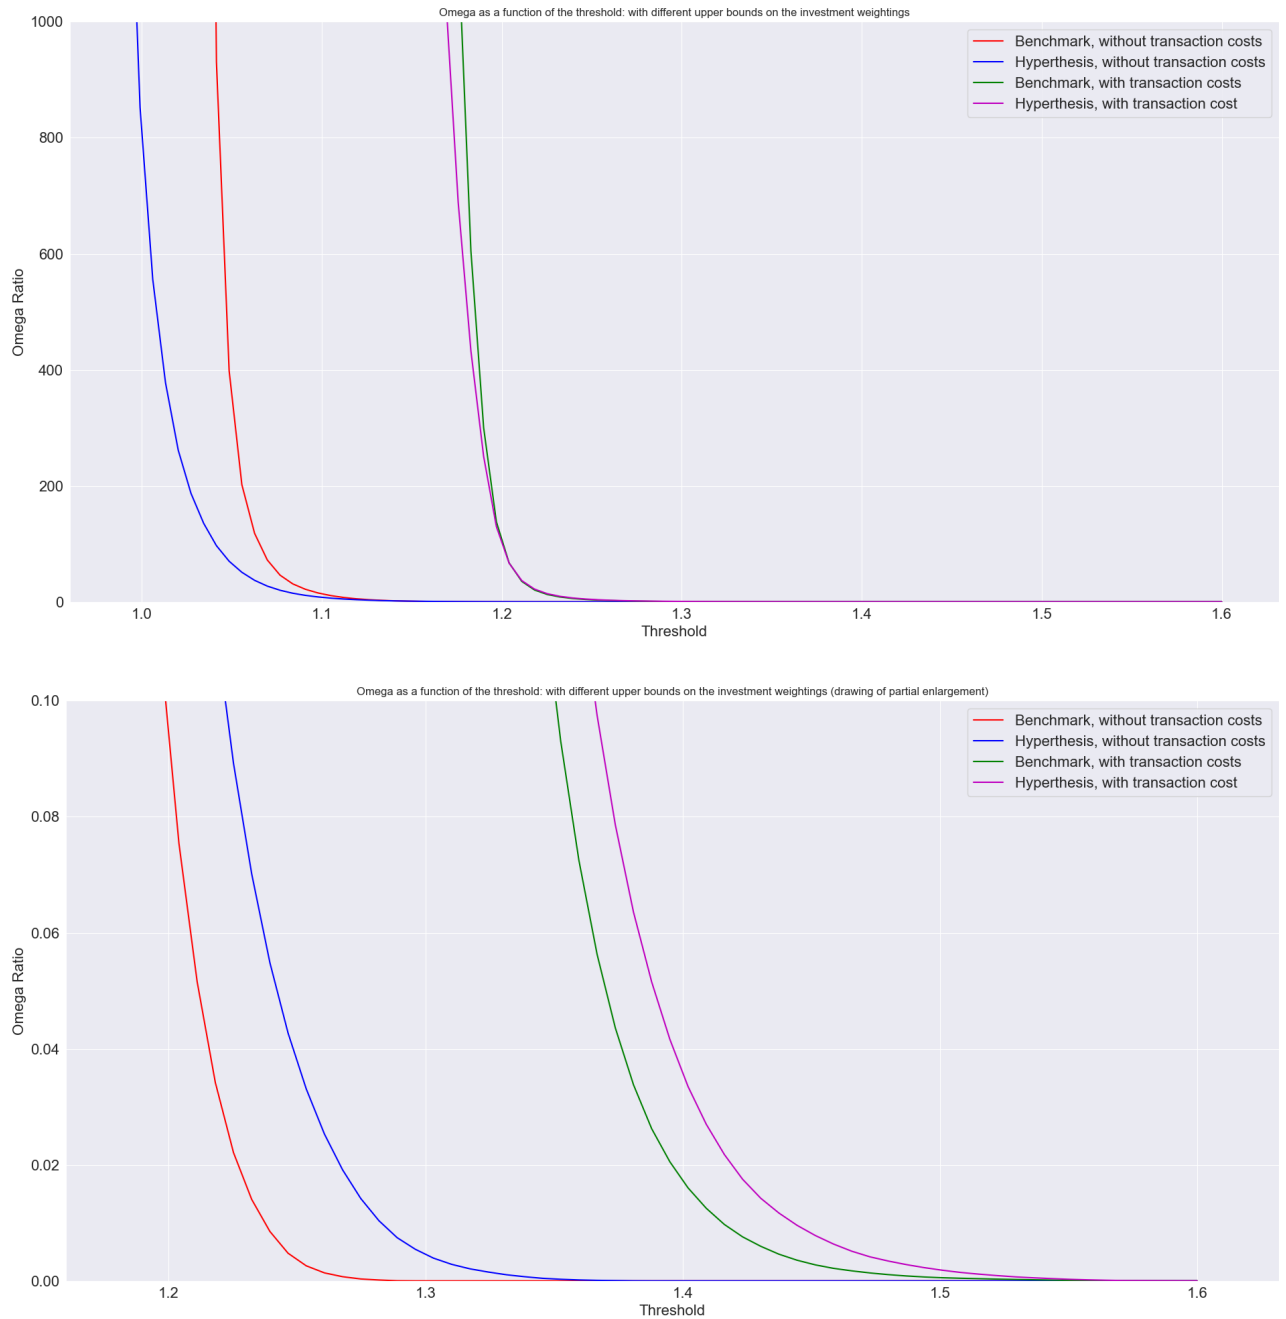 Omega as a function of the threshold: with different upper bounds on the investment weightings
1000
800
600
400
200
0
Omega Ratio
Benchmark, without transaction costs
Hyperthesis, without transaction costs
Benchmark, with transaction costs
Hyperthesis, with transaction cost
1.0 1.1 1.2 1.3 1.4 1.5 1.6
Threshold
Omega as a function of the threshold: with different upper bounds on the investment weightings (drawing of partial enlargement)
0.10
0.08
0.06
0.04
0.02
0.00
Omega Ratio
Benchmark, without transaction costs
Hyperthesis, without transaction costs
Benchmark, with transaction costs
Hyperthesis, with transaction cost
1.2 1.3 1.4 1.5 1.6
Threshold